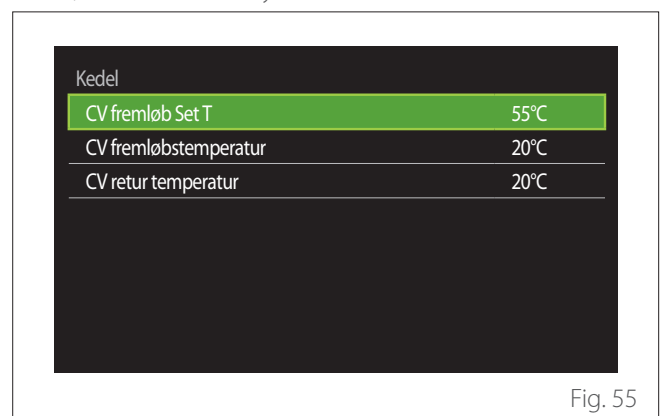 Kedel
CV fremløb Set T 55°C
CV fremløbstemperatur 20°C
CV retur temperatur 20°C
Fig. 55